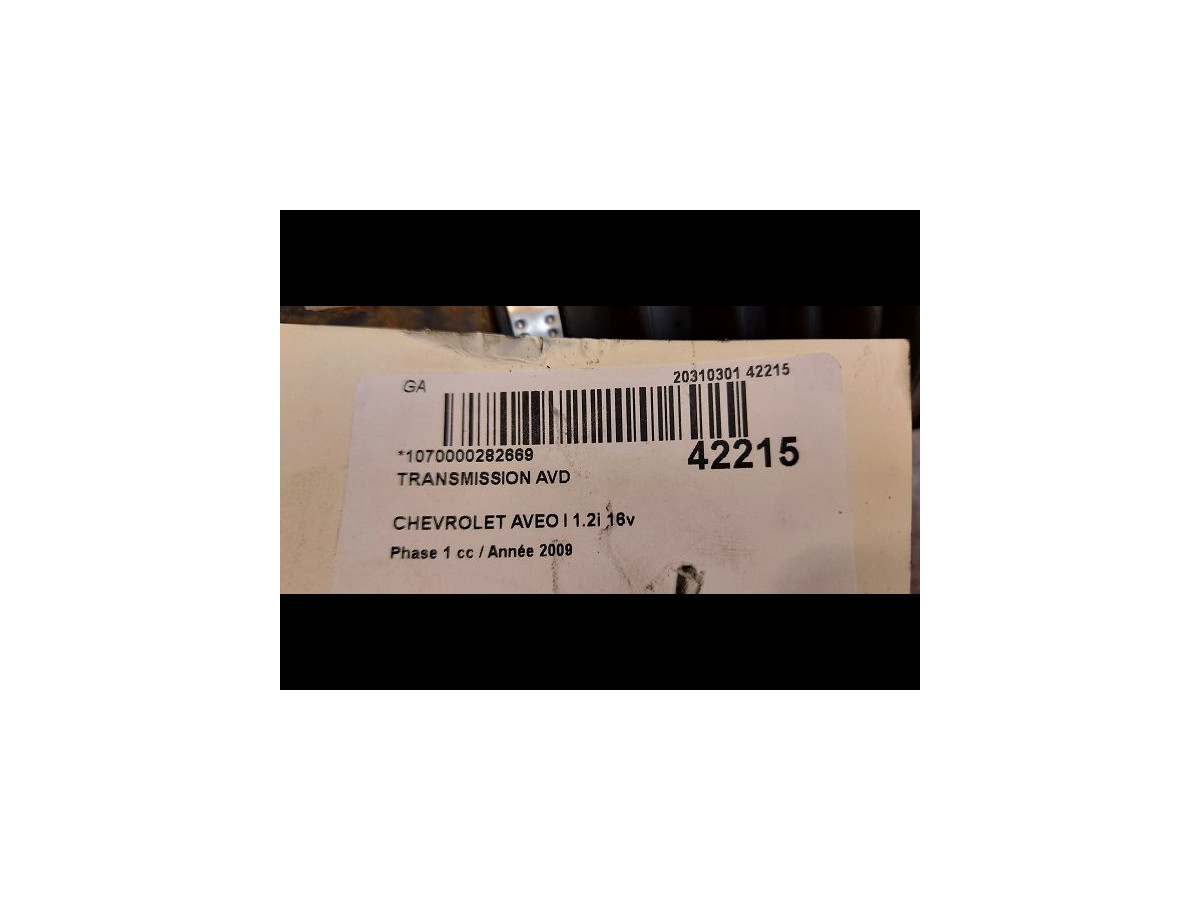 GA
20310301 42215
*1070000282669
42215
TRANSMISSION AVD
CHEVROLET AVEO I 1.2i 16v
Phase 1 cc / Année 2009